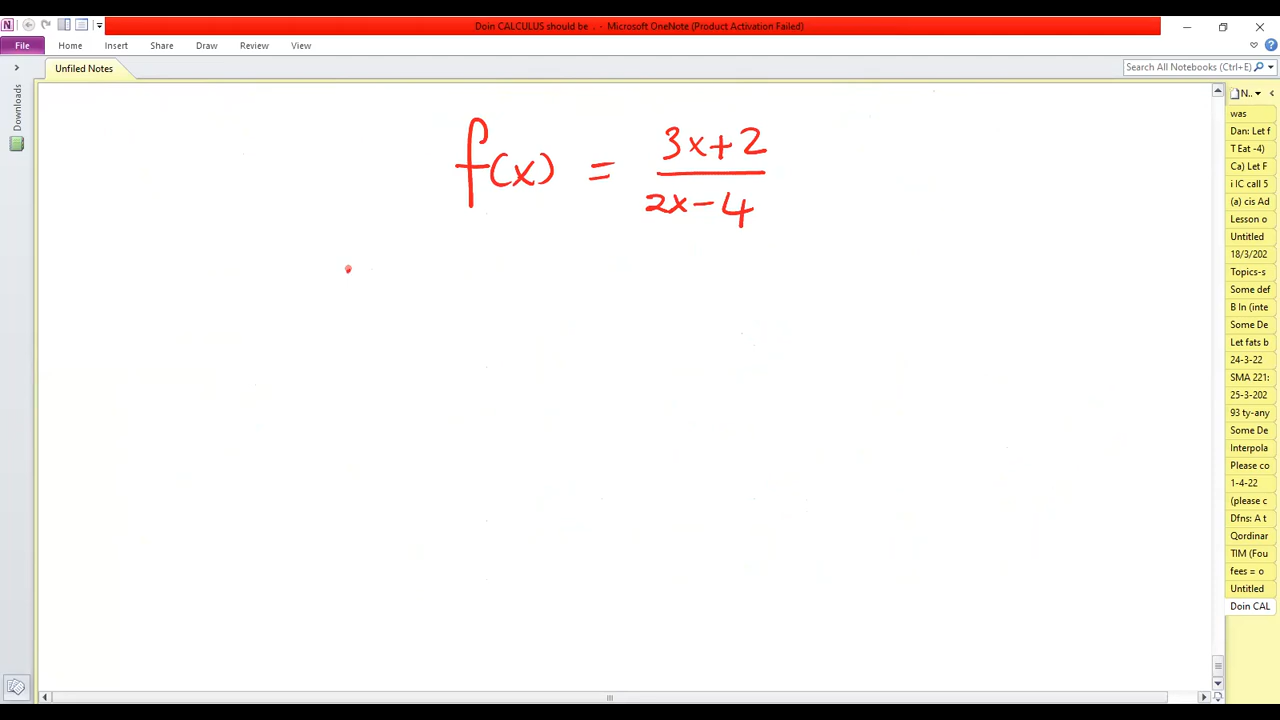 Doin CALCULUS should be . - Microsoft OneNote (Product Activation Failed)
File Home Insert Share Draw Review View
Unfiled Notes
Search All Notebooks (Ctrl+E)
Downloads
N..
f(x) = \frac{3x+2}{2x-4}
was
Dan: Let f
T Eat -4)
Ca) Let F
i IC call 5
(a) cis Ad
Lesson o
Untitled
18/3/202
Topics-s
Some def
B In (inte
Some De
Let fats b
24-3-22
SMA 221:
25-3-202
93 ty-any
Some De
Interpola
Please co
1-4-22
(please c
Dfns: A t
Qordinar
TIM (Fou
fees = o
Untitled
Doin CAL